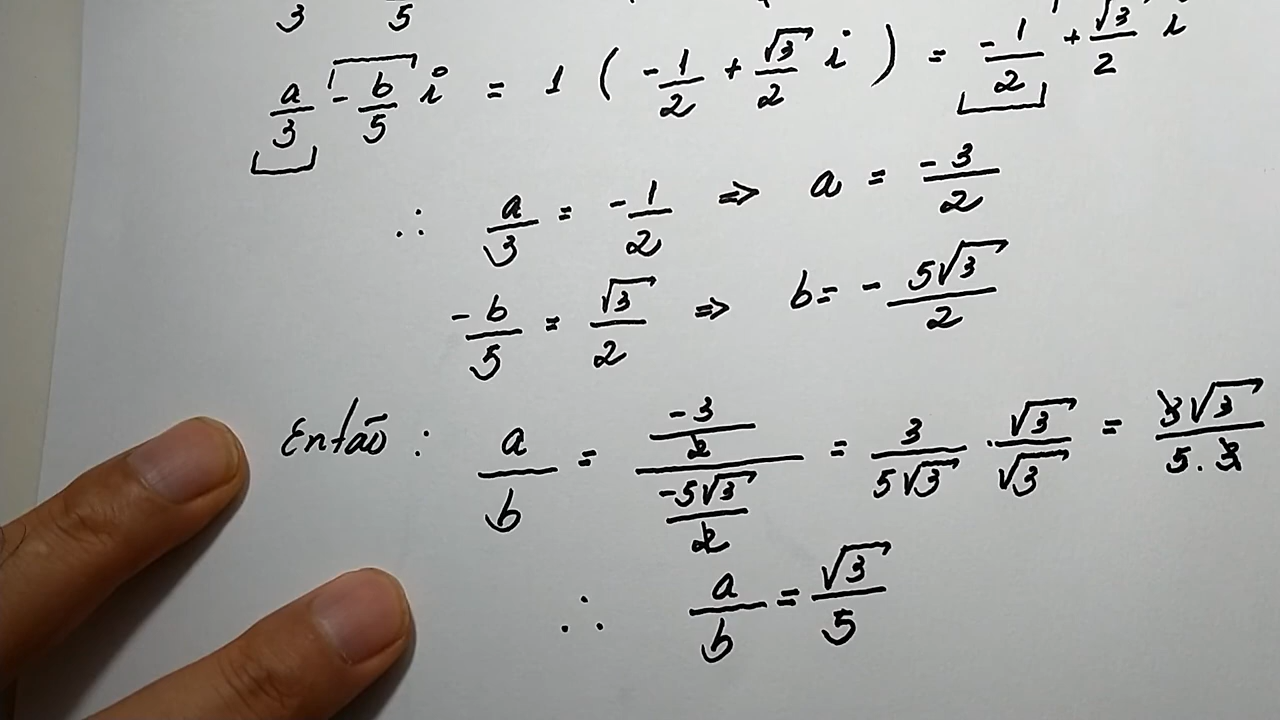 3 5
a/3 - b/5 i = 1 ( -1/2 + √3/2 i ) = -1/2 + √3/2 i
∴ a/3 = -1/2 ⇒ a = -3/2
-b/5 = √3/2 ⇒ b = - 5√3/2
Então : a/b = (-3/2)/(-5√3/2) = 3/5√3 · √3/√3 = 3√3/5.3
∴ a/b = √3/5